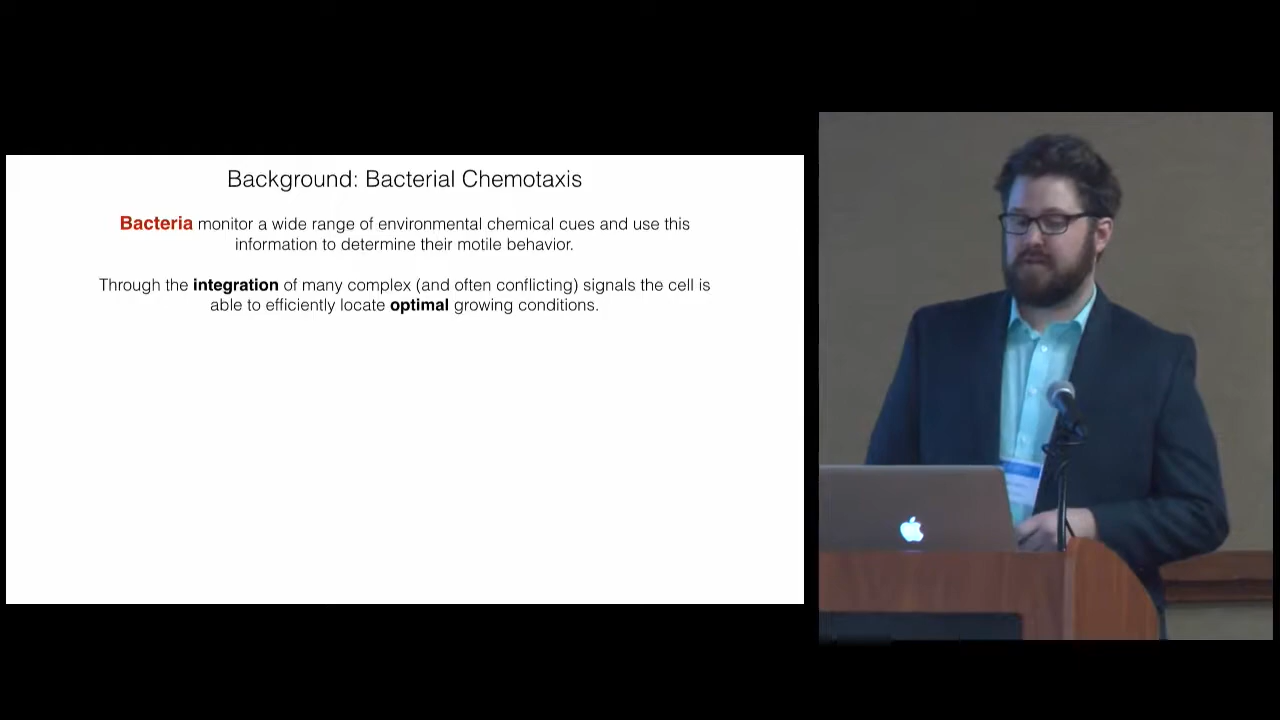 Background: Bacterial Chemotaxis
Bacteria monitor a wide range of environmental chemical cues and use this
information to determine their motile behavior.
Through the integration of many complex (and often conflicting) signals the cell is
able to efficiently locate optimal growing conditions.